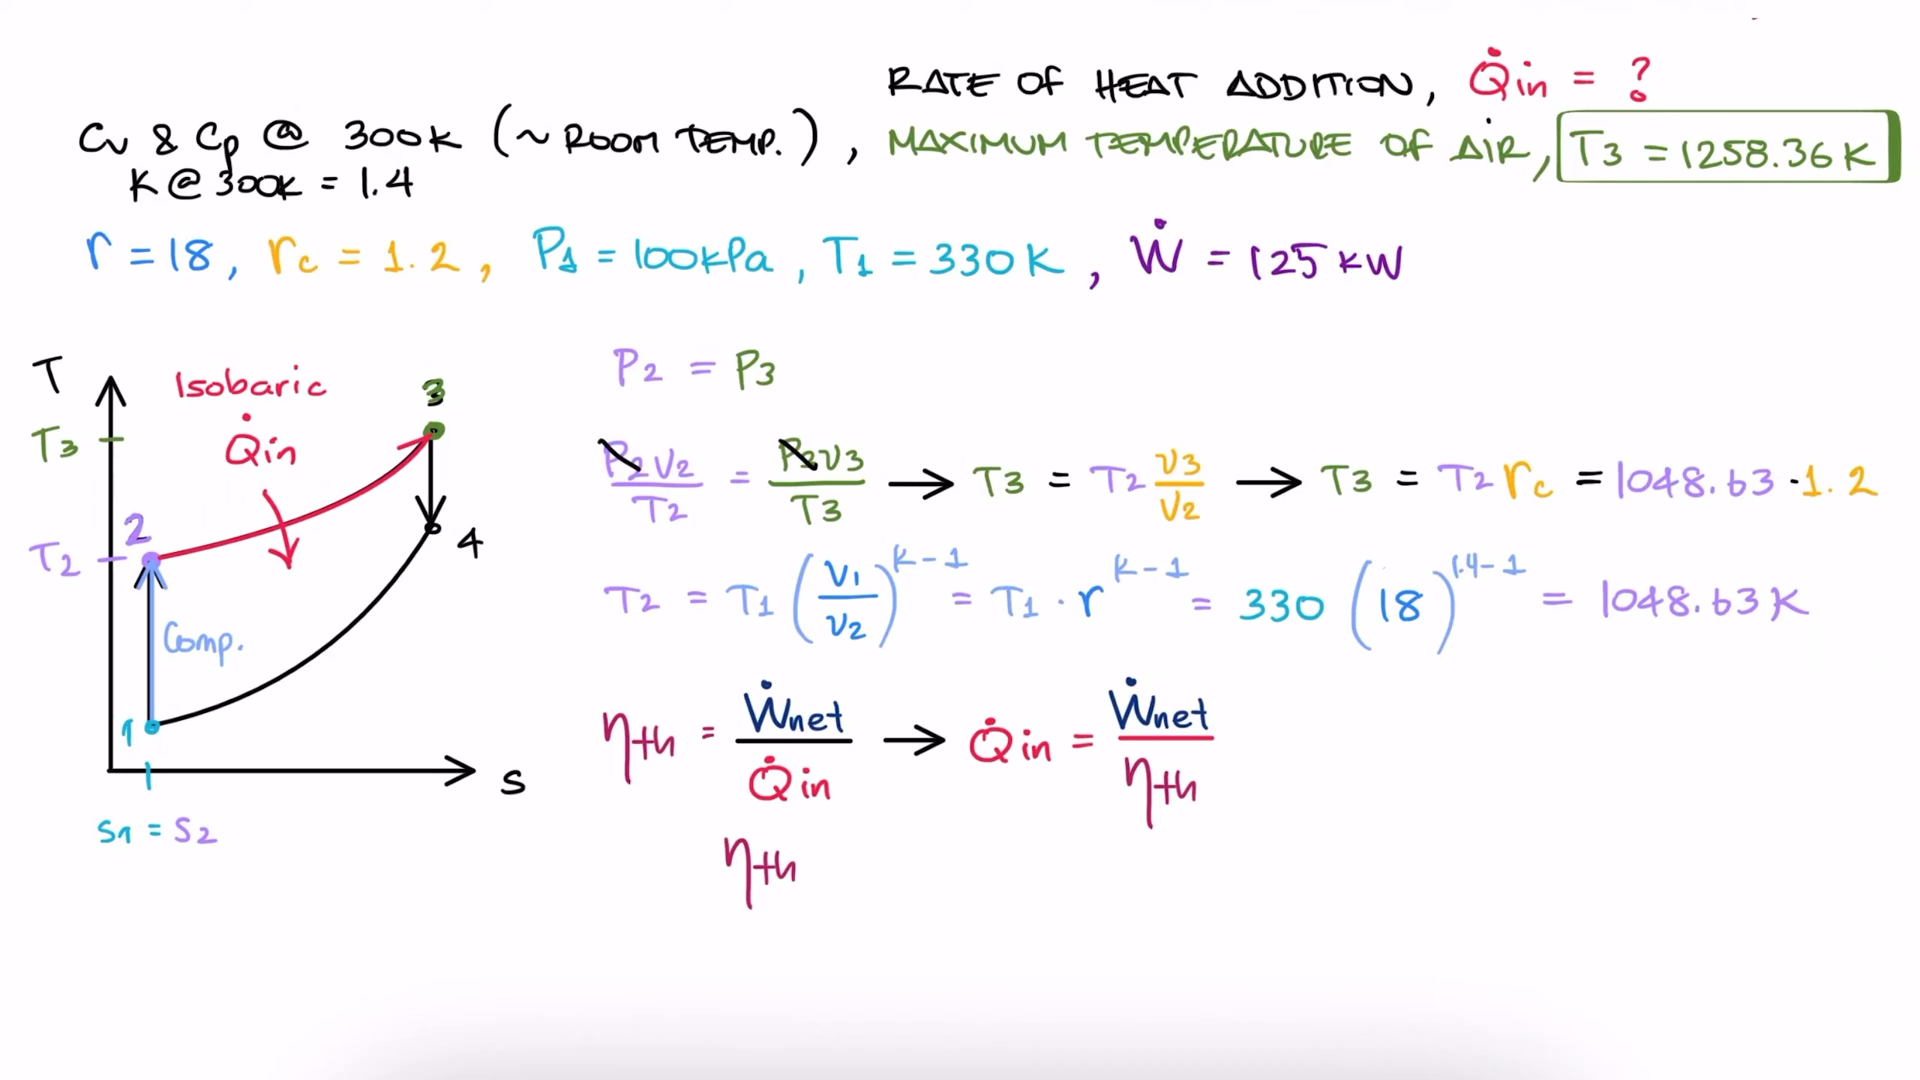 RATE OF HEAT ADDITION, Q̇in = ?
Cv & Cp @ 300K (~ ROOM TEMP.), MAXIMUM TEMPERATURE OF AIR, T3 = 1258.36 K
K @ 300K = 1.4
r = 18, rc = 1.2, P1 = 100kPa, T1 = 330 K, Ẇ = 125 kW
T
Isobaric
Q̇in
3
T3
2
T2
4
Comp.
1
s
s1 = s2
P2 = P3
P2 v2 / T2 = P3 v3 / T3 → T3 = T2 v3/v2 → T3 = T2 rc = 1048.63 · 1.2
T2 = T1 (v1/v2)^k-1 = T1 · r^k-1 = 330 (18)^1.4-1 = 1048.63 K
ηth = Ẇnet / Q̇in → Q̇in = Ẇnet / ηth
ηth